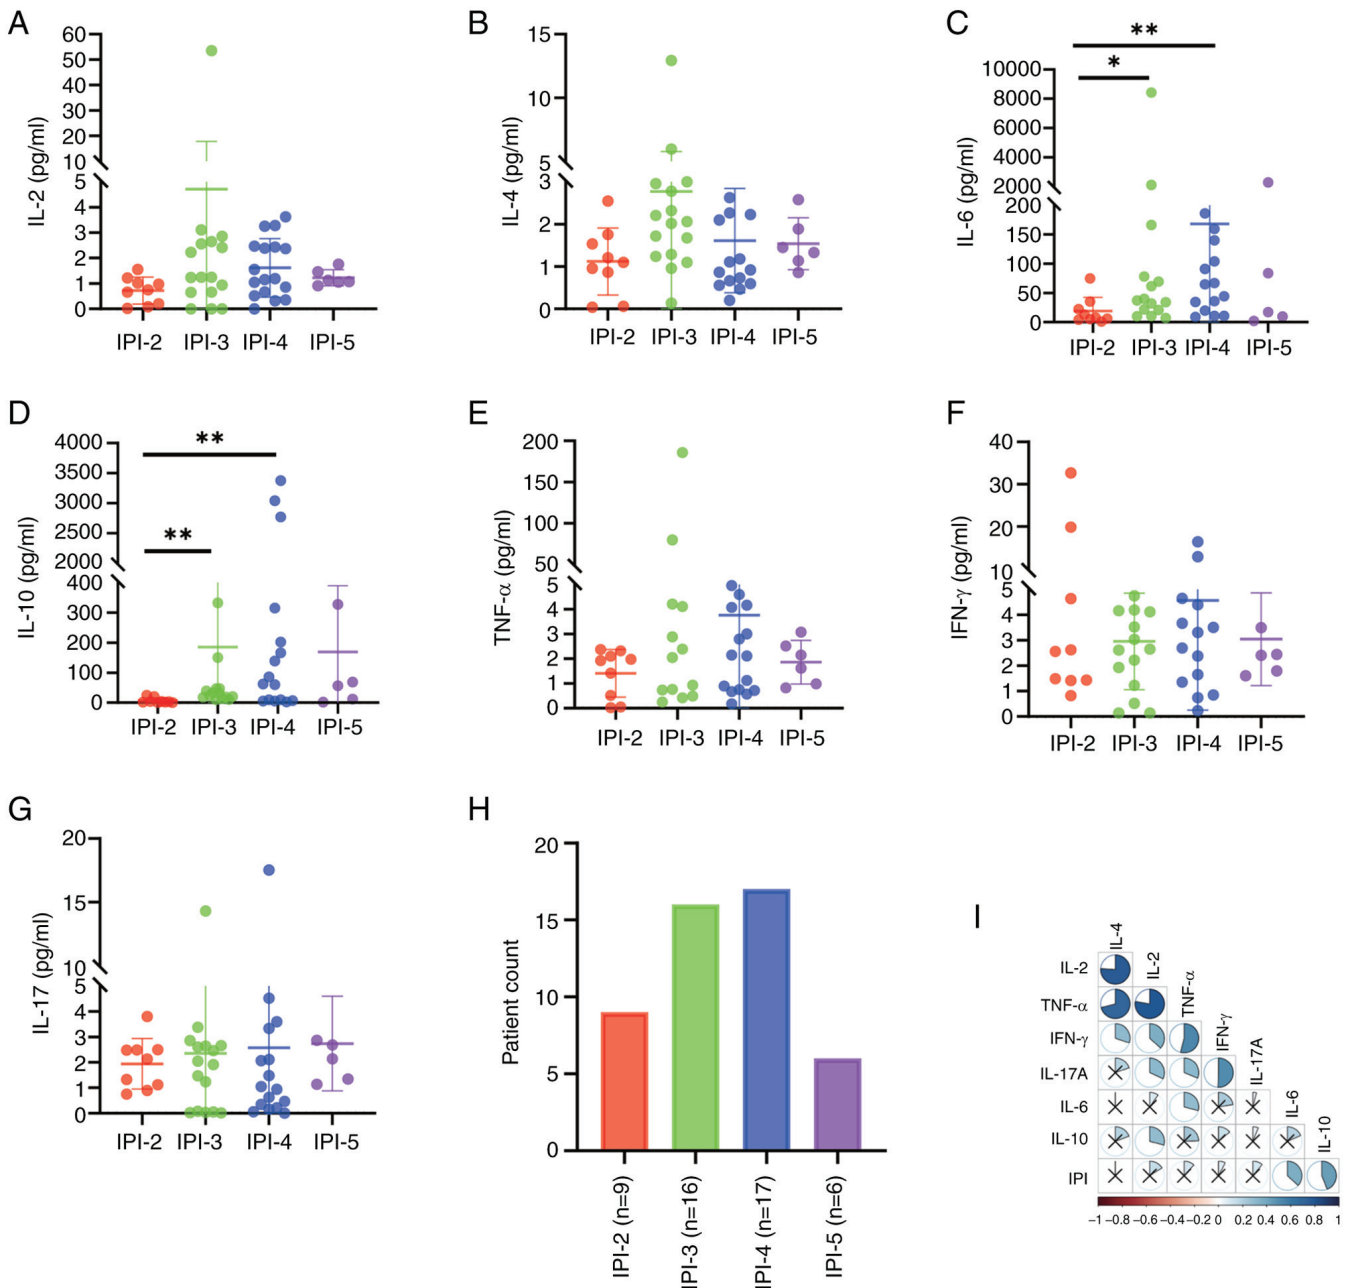 A
IL-2 (pg/ml)
60
50
40
30
20
10
5
4
3
2
1
0
IPI-2 IPI-3 IPI-4 IPI-5
B
IL-4 (pg/ml)
15
10
5
3
2
1
0
IPI-2 IPI-3 IPI-4 IPI-5
C
IL-6 (pg/ml)
**
*
10000
8000
6000
4000
2000
200
150
100
50
0
IPI-2 IPI-3 IPI-4 IPI-5
D
IL-10 (pg/ml)
**
**
4000
3500
3000
2500
2000
400
300
200
100
0
IPI-2 IPI-3 IPI-4 IPI-5
E
TNF-α (pg/ml)
200
150
100
50
5
4
3
2
1
0
IPI-2 IPI-3 IPI-4 IPI-5
F
IFN-γ (pg/ml)
40
30
20
10
5
4
3
2
1
0
IPI-2 IPI-3 IPI-4 IPI-5
G
IL-17 (pg/ml)
20
15
10
5
4
3
2
1
0
IPI-2 IPI-3 IPI-4 IPI-5
H
Patient count
20
15
10
5
0
IPI-2 (n=9)
IPI-3 (n=16)
IPI-4 (n=17)
IPI-5 (n=6)
I
IL-4
IL-2
TNF-α
IFN-γ
IL-17A
IL-6
IL-10
IL-2
TNF-α
IFN-γ
IL-17A
IL-6
IL-10
IPI
−1 −0.8 −0.6 −0.4 −0.2 0 0.2 0.4 0.6 0.8 1